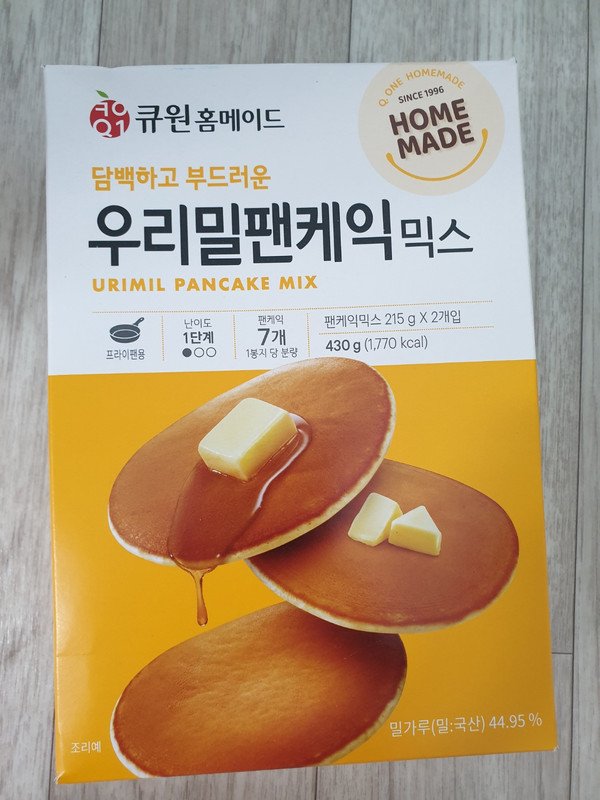 큐원
Q1
큐원 홈메이드
Q. ONE HOMEMADE
SINCE 1996
HOME
MADE
담백하고 부드러운
우리밀팬케익믹스
URIMIL PANCAKE MIX
프라이팬용
난이도
1단계
팬케익
7개
1봉지 당 분량
팬케익믹스 215 g X 2개입
430 g (1,770 kcal)
밀가루(밀:국산) 44.95 %
조리예